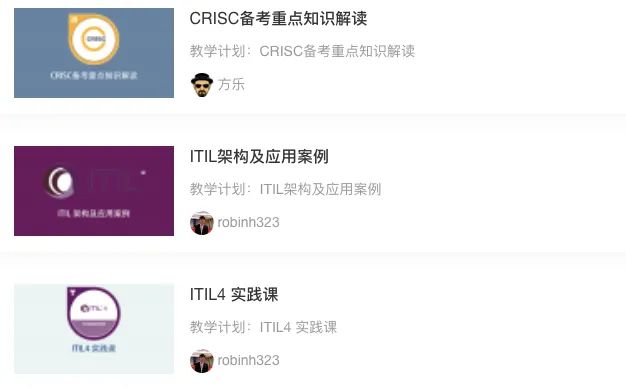 CRISC
CRISC备考重点知识解读
CRISC备考重点知识解读
教学计划：CRISC备考重点知识解读
方乐
ITIL
ITIL 架构及应用案例
ITIL架构及应用案例
教学计划：ITIL架构及应用案例
robinh323
ITIL 4
ITIL4 实践课
ITIL4 实践课
教学计划：ITIL4 实践课
robinh323